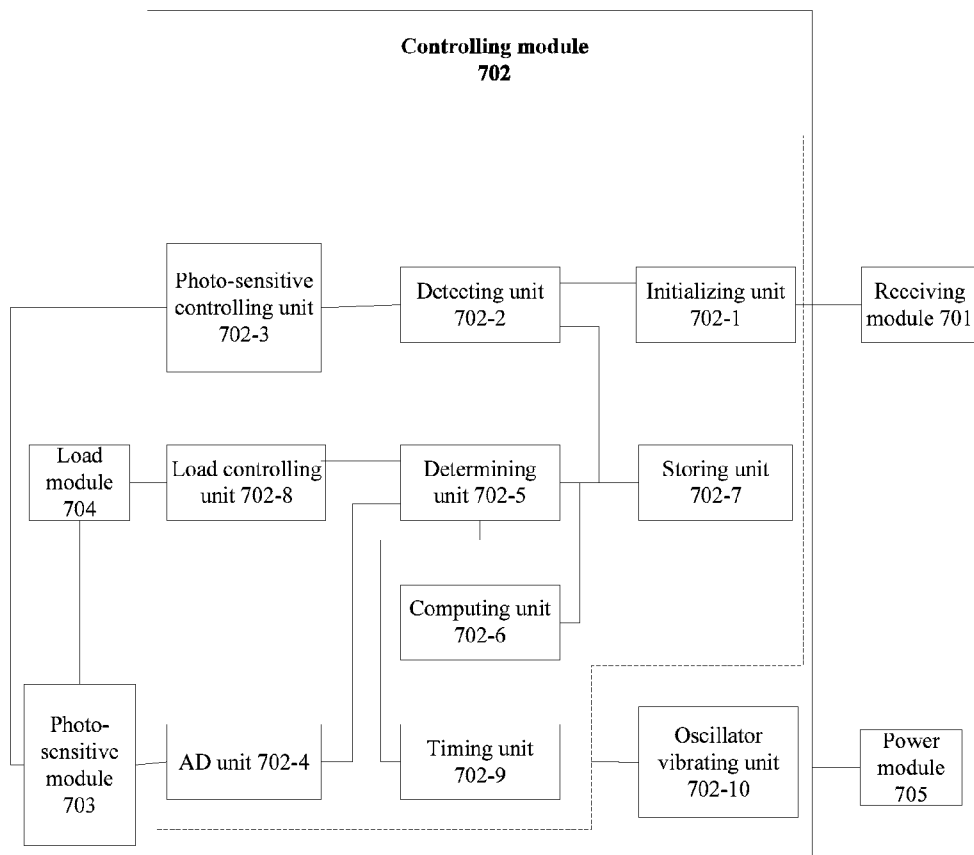 Controlling module
702
Photo-sensitive
controlling unit
702-3
Detecting unit
702-2
Initializing unit
702-1
Receiving
module 701
Load
module
704
Load controlling
unit 702-8
Determining
unit 702-5
Storing unit
702-7
Computing unit
702-6
Photo-
sensitive
module
703
AD unit 702-4
Timing unit
702-9
Oscillator
vibrating unit
702-10
Power
module
705